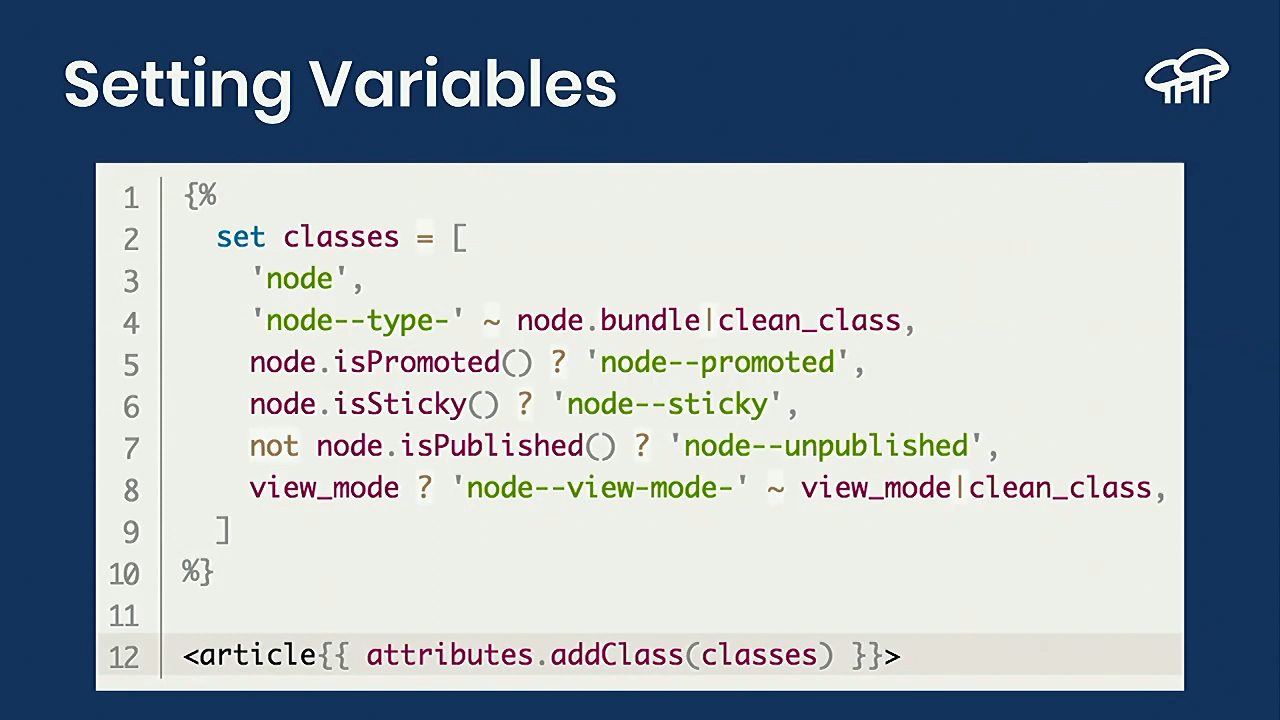 Setting Variables
1 {%
2   set classes = [
3     'node',
4     'node--type-' ~ node.bundle|clean_class,
5     node.isPromoted() ? 'node--promoted',
6     node.isSticky() ? 'node--sticky',
7     not node.isPublished() ? 'node--unpublished',
8     view_mode ? 'node--view-mode-' ~ view_mode|clean_class,
9   ]
10 %}
11
12 <article{{ attributes.addClass(classes) }}>